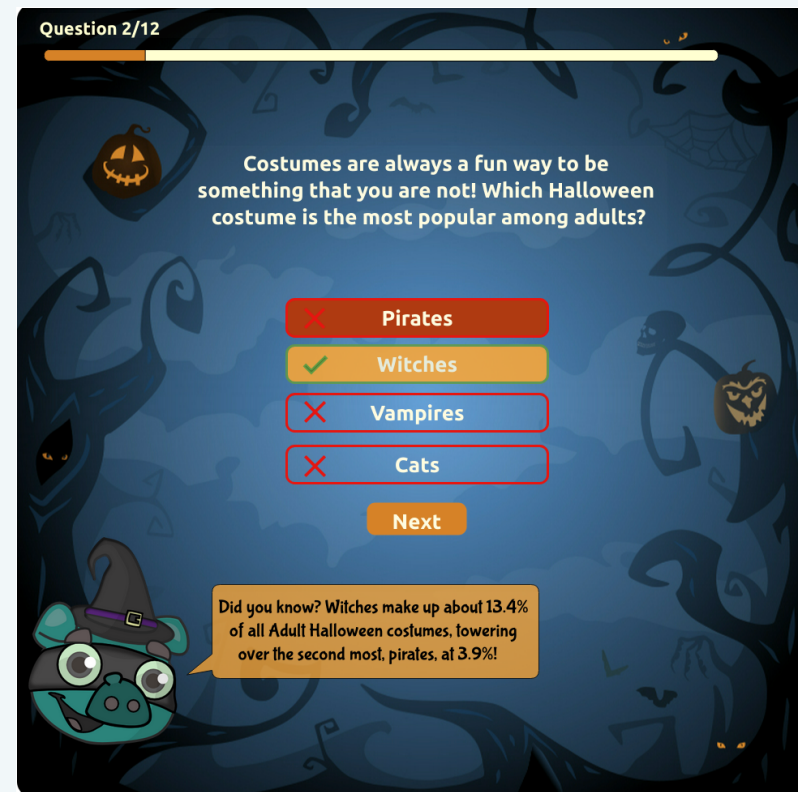 Question 2/12
Costumes are always a fun way to be
something that you are not! Which Halloween
costume is the most popular among adults?
Pirates
Witches
Vampires
Cats
Next
Did you know? Witches make up about 13.4%
of all Adult Halloween costumes, towering
over the second most, pirates, at 3.9%!